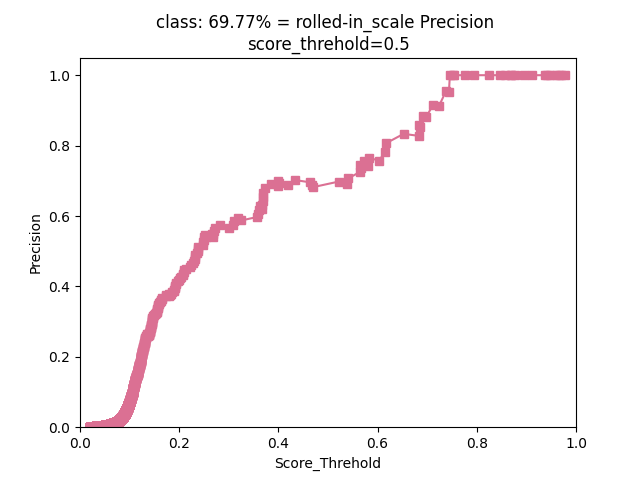 class: 69.77% = rolled-in_scale Precision
score_threhold=0.5
1.0
0.8
0.6
0.4
0.2
0.0
Precision
0.0 0.2 0.4 0.6 0.8 1.0
Score_Threhold